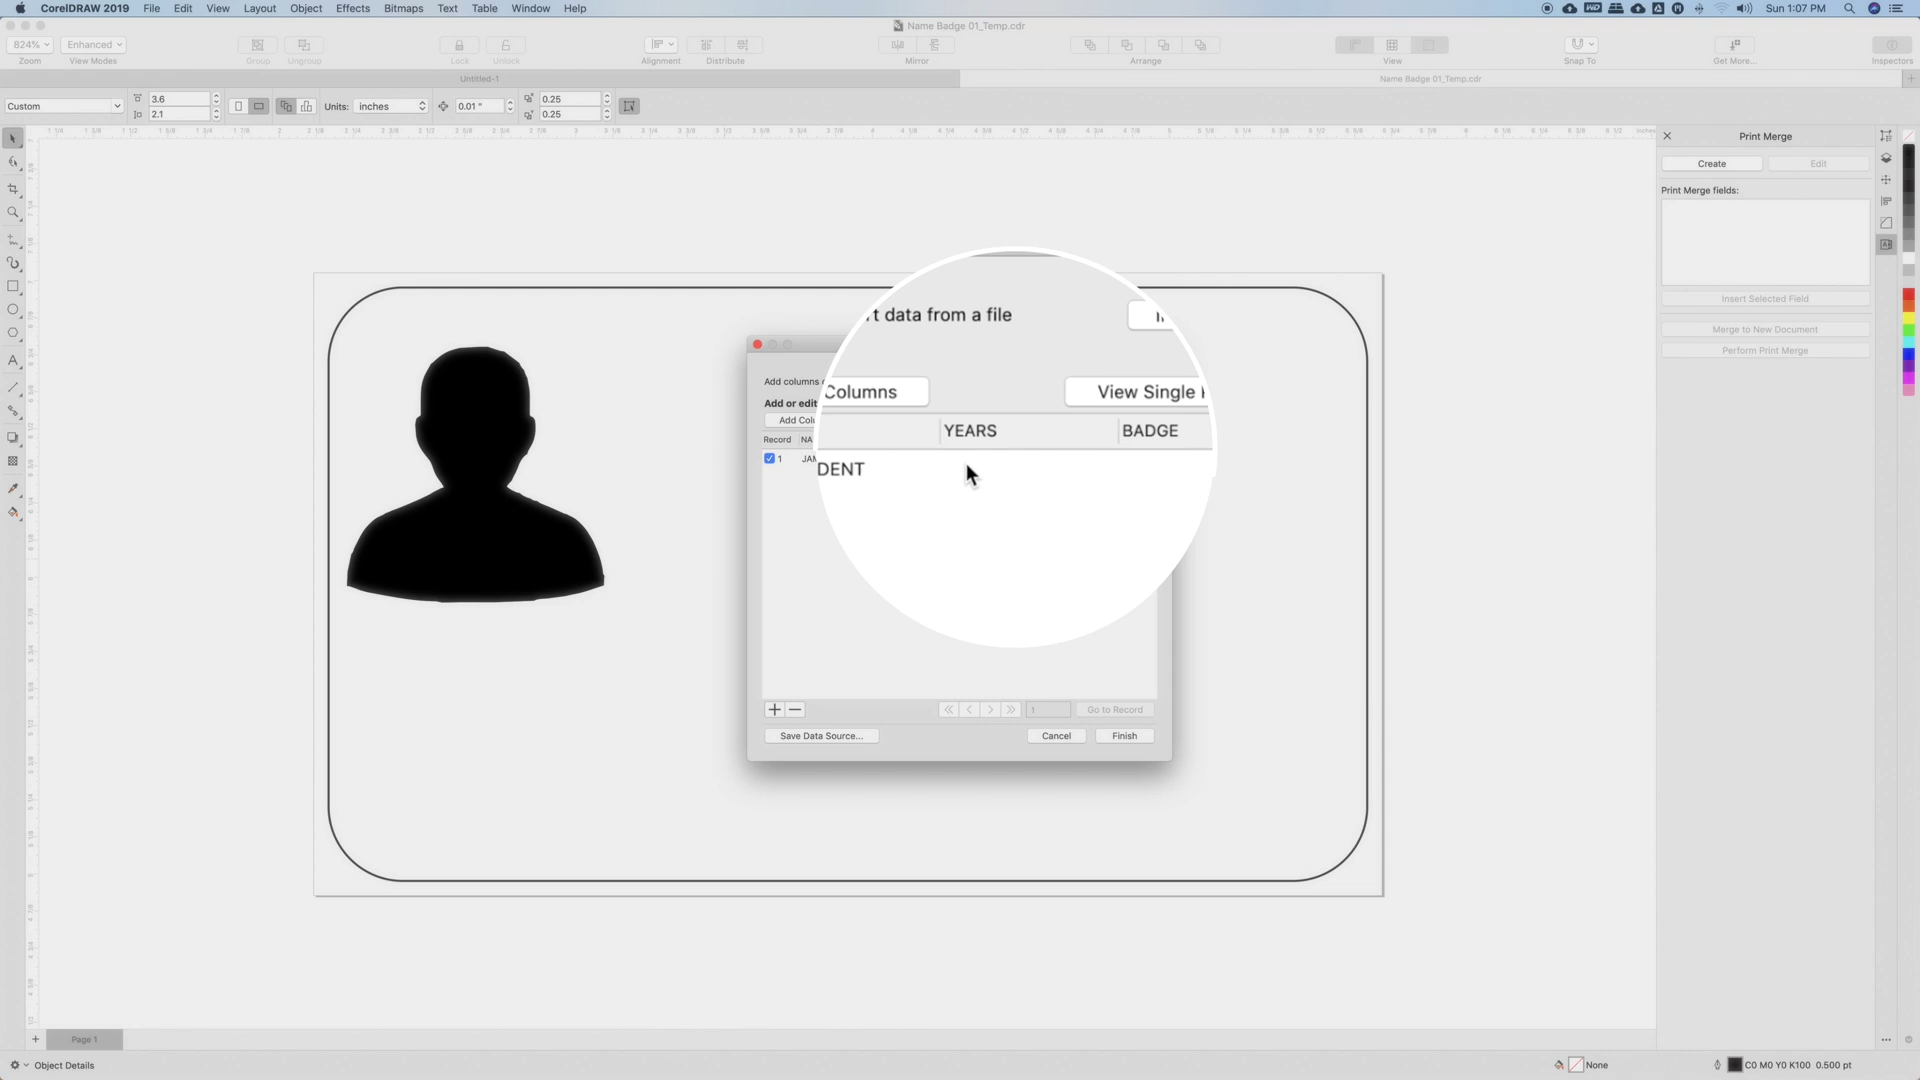 CorelDRAW 2019 File Edit View Layout Object Effects Bitmaps Text Table Window Help Sun 1:07 PM
Name Badge 01_Temp.cdr
824% Enhanced
Zoom View Modes Group Ungroup Lock Unlock Alignment Distribute Mirror Arrange View Snap To Get More... Inspectors
Untitled-1 Name Badge 01_Temp.cdr
Custom 3.6 Units: inches 0.01 " 0.25
2.1 0.25
Print Merge
Create Edit
Print Merge fields:
Insert Selected Field
Merge to New Document
Perform Print Merge
data from a file
Add columns
Columns View Single
Add or edit
Add
Record YEARS BADGE
1 DENT
1 Go to Record
Save Data Source... Cancel Finish
Page 1
Object Details None C0 M0 Y0 K100 0.500 pt